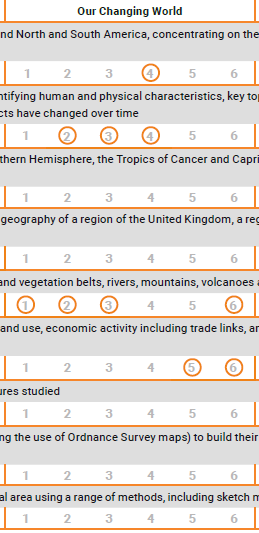 Our Changing World
nd North and South America, concentrating on the
1 2 3 4 5 6
ntifying human and physical characteristics, key top
cts have changed over time
1 2 3 4 5 6
thern Hemisphere, the Tropics of Cancer and Capri
1 2 3 4 5 6
geography of a region of the United Kingdom, a reg
1 2 3 4 5 6
and vegetation belts, rivers, mountains, volcanoes a
1 2 3 4 5 6
and use, economic activity including trade links, an
1 2 3 4 5 6
ures studied
1 2 3 4 5 6
ng the use of Ordnance Survey maps) to build their
1 2 3 4 5 6
al area using a range of methods, including sketch m
1 2 3 4 5 6